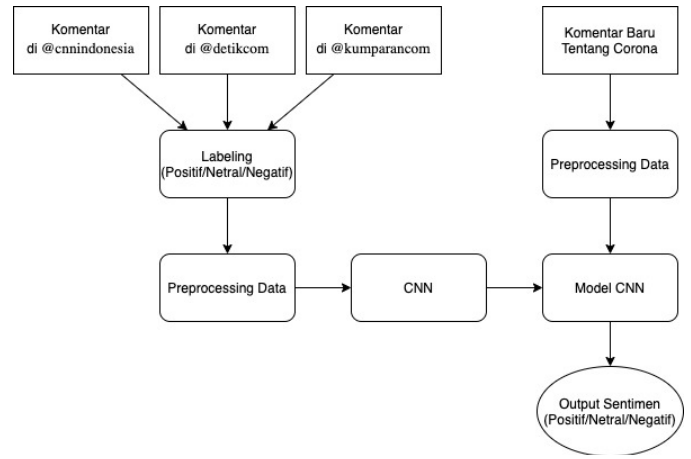 Komentar
di @cnnindonesia
Komentar
di @detikcom
Komentar
di @kumparancom
Komentar Baru
Tentang Corona
Labeling
(Positif/Netral/Negatif)
Preprocessing Data
Preprocessing Data
CNN
Model CNN
Output Sentimen
(Positif/Netral/Negatif)